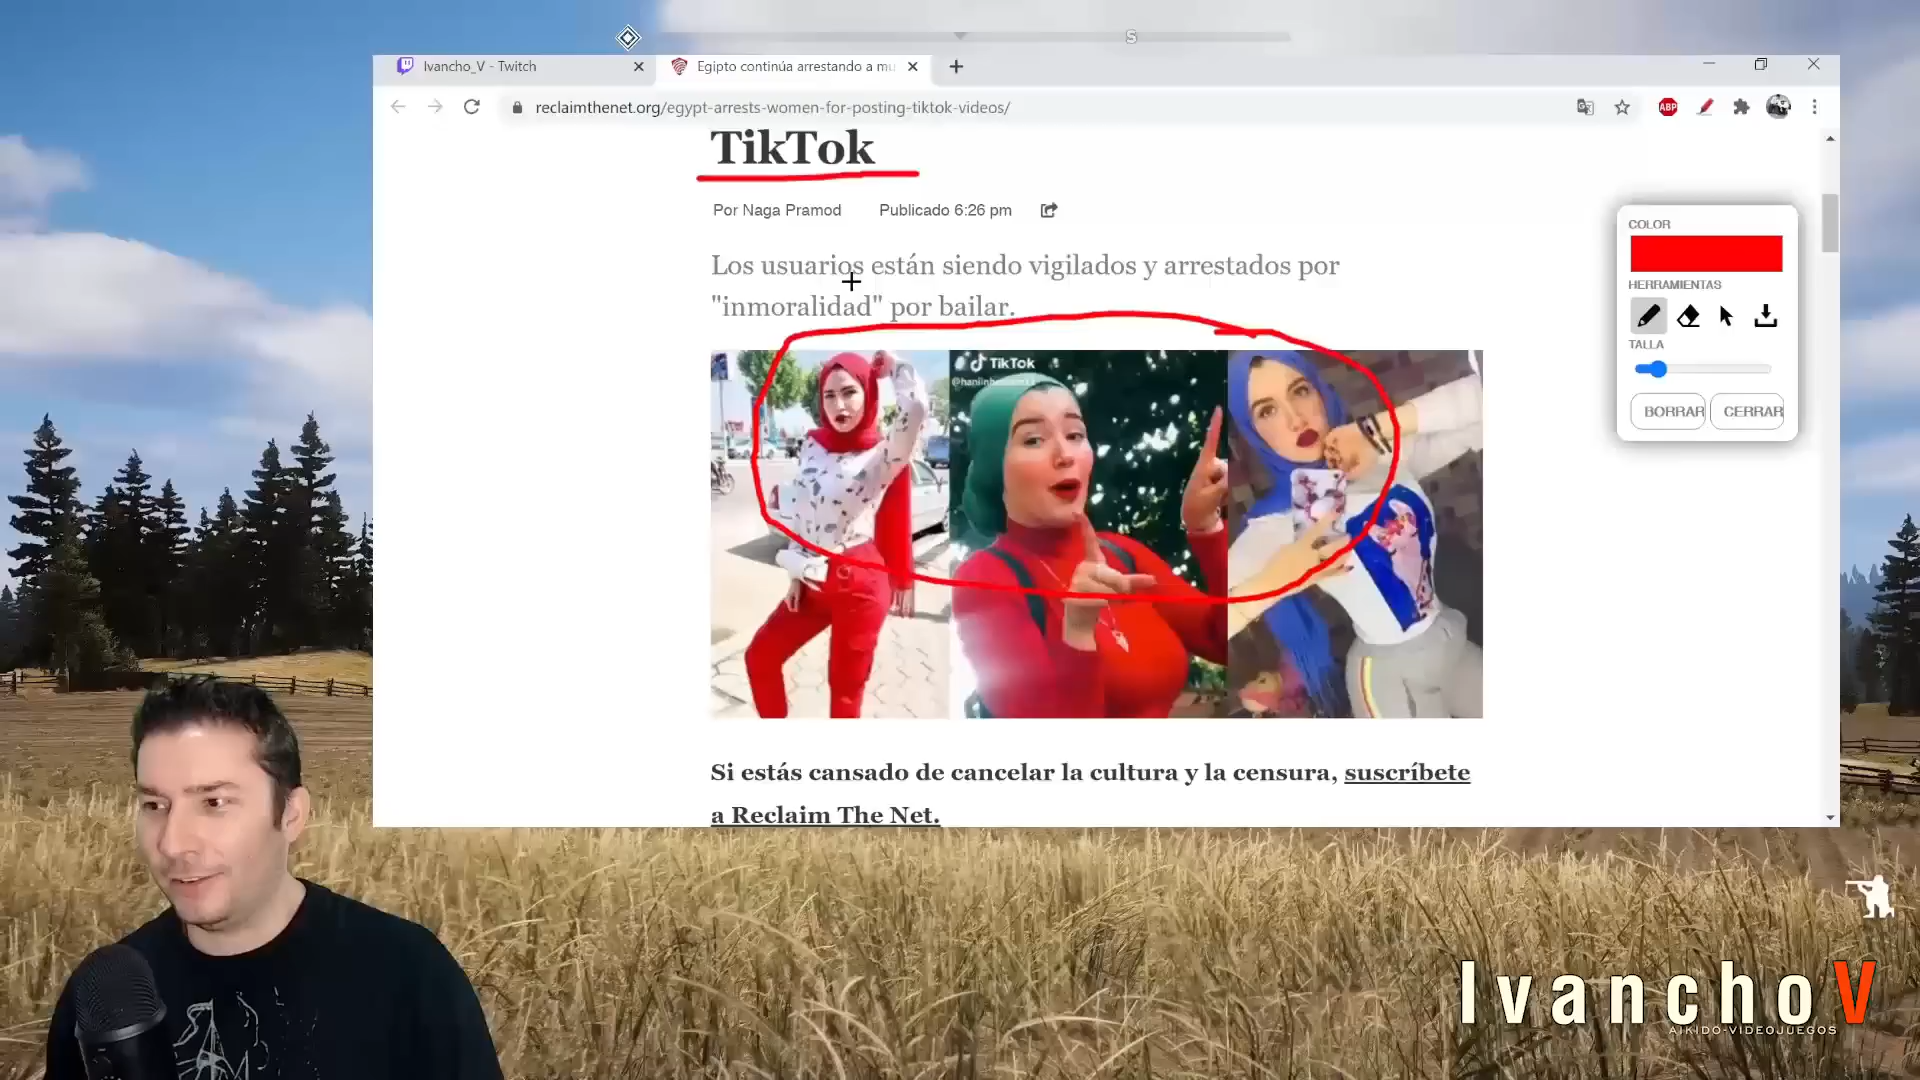 S
Ivancho_V - Twitch
Egipto continúa arrestando a mu
reclaimthenet.org/egypt-arrests-women-for-posting-tiktok-videos/
ABP
TikTok
Por Naga Pramod
Publicado 6:26 pm
Los usuarios están siendo vigilados y arrestados por
"inmoralidad" por bailar.
TikTok
Si estás cansado de cancelar la cultura y la censura, suscríbete
a Reclaim The Net.
COLOR
HERRAMIENTAS
TALLA
BORRAR
CERRAR
IvanchoV
AIKIDO-VIDEOJUEGOS